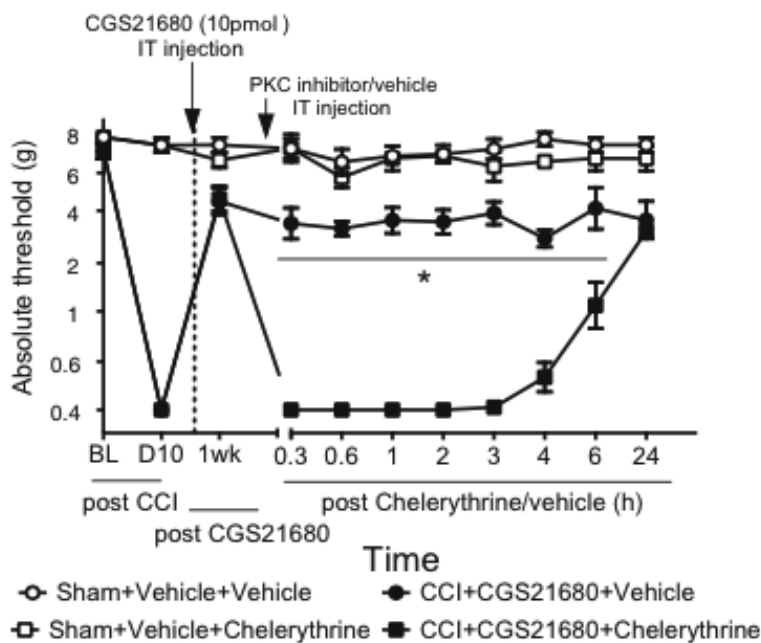 CGS21680 (10pmol )
IT injection
PKC inhibitor/vehicle
IT injection
Absolute threshold (g)
8
6
4
2
1
0.6
0.4
BL D10 1wk 0.3 0.6 1 2 3 4 6 24
*
post CCI
post CGS21680
post Chelerythrine/vehicle (h)
Time
Sham+Vehicle+Vehicle
CCI+CGS21680+Vehicle
Sham+Vehicle+Chelerythrine
CCI+CGS21680+Chelerythrine